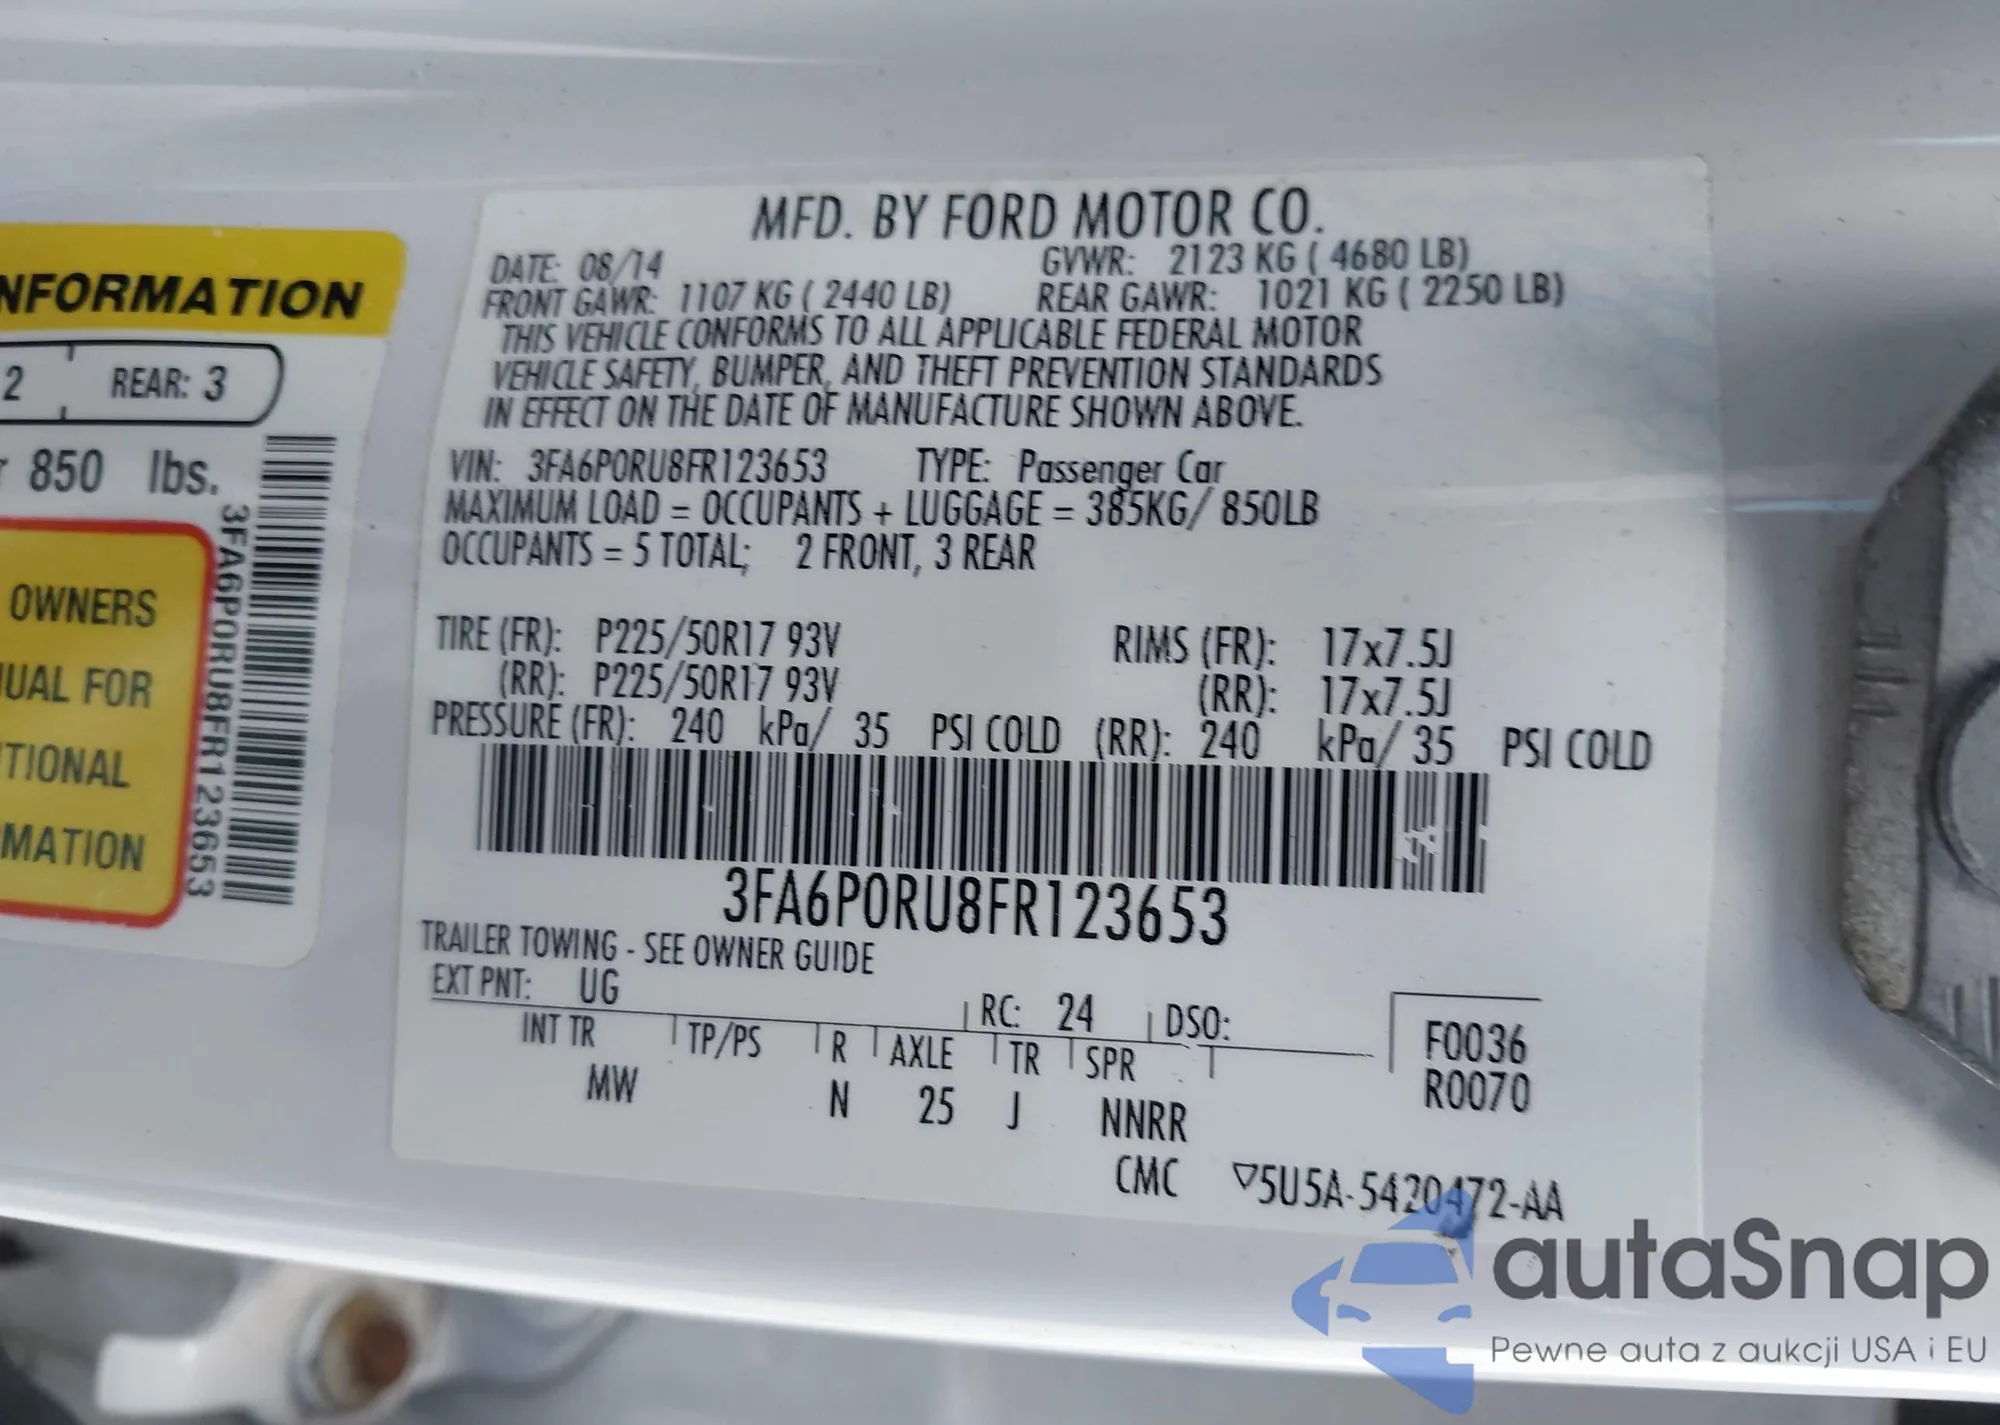 NFORMATION
2 REAR: 3
850 lbs.
OWNERS
UAL FOR
TIONAL
MATION
3FA6P0RU8FR123653
MFD. BY FORD MOTOR CO.
DATE: 08/14 GVWR: 2123 KG ( 4680 LB)
FRONT GAWR: 1107 KG ( 2440 LB) REAR GAWR: 1021 KG ( 2250 LB)
THIS VEHICLE CONFORMS TO ALL APPLICABLE FEDERAL MOTOR
VEHICLE SAFETY, BUMPER, AND THEFT PREVENTION STANDARDS
IN EFFECT ON THE DATE OF MANUFACTURE SHOWN ABOVE.
VIN: 3FA6P0RU8FR123653 TYPE: Passenger Car
MAXIMUM LOAD = OCCUPANTS + LUGGAGE = 385KG/ 850LB
OCCUPANTS = 5 TOTAL; 2 FRONT, 3 REAR
TIRE (FR): P225/50R17 93V RIMS (FR): 17x7.5J
(RR): P225/50R17 93V (RR): 17x7.5J
PRESSURE (FR): 240 kPa/ 35 PSI COLD (RR): 240 kPa/ 35 PSI COLD
3FA6P0RU8FR123653
TRAILER TOWING - SEE OWNER GUIDE
EXT PNT: UG RC: 24 DSO: F0036
INT TR TP/PS R AXLE TR SPR R0070
MW N 25 J NNRR
CMC ▽5U5A-5420472-AA
autaSnap
Pewne auta z aukcji USA i EU